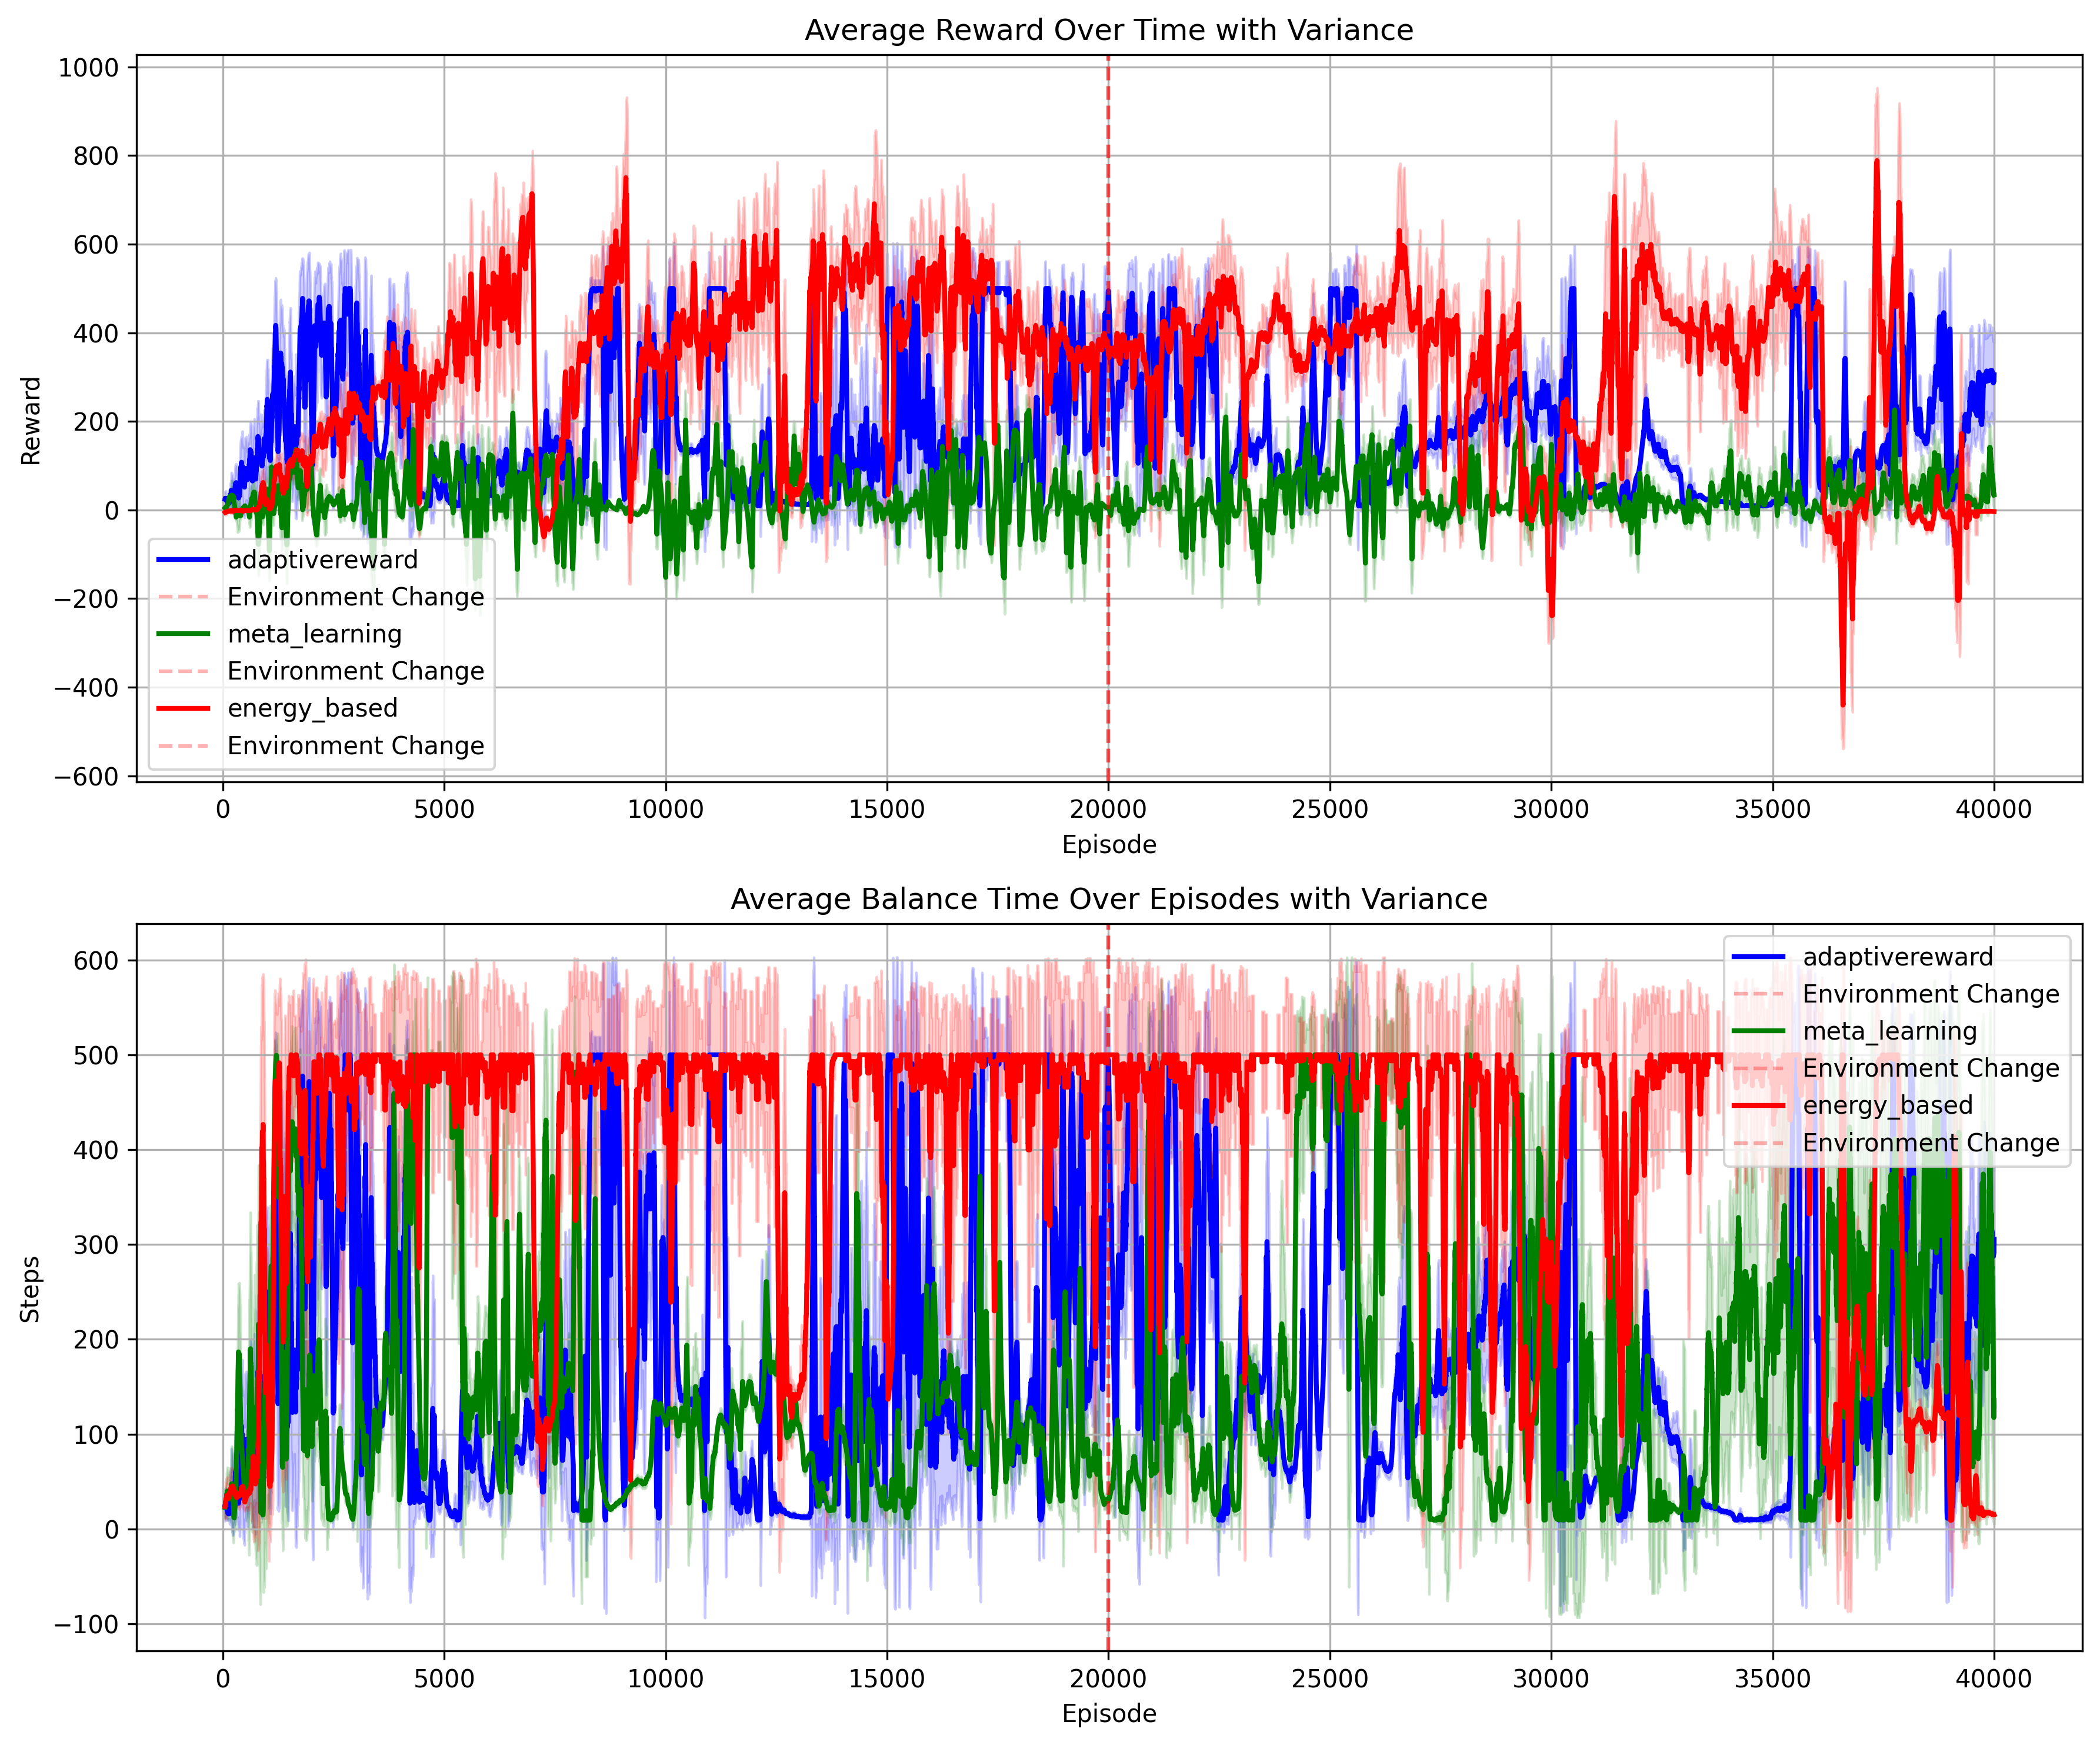 Average Reward Over Time with Variance
1000
800
600
400
200
0
−200
−400
−600
Reward
adaptivereward
Environment Change
meta_learning
Environment Change
energy_based
Environment Change
0 5000 10000 15000 20000 25000 30000 35000 40000
Episode
Average Balance Time Over Episodes with Variance
600
500
400
300
200
100
0
−100
Steps
adaptivereward
Environment Change
meta_learning
Environment Change
energy_based
Environment Change
0 5000 10000 15000 20000 25000 30000 35000 40000
Episode